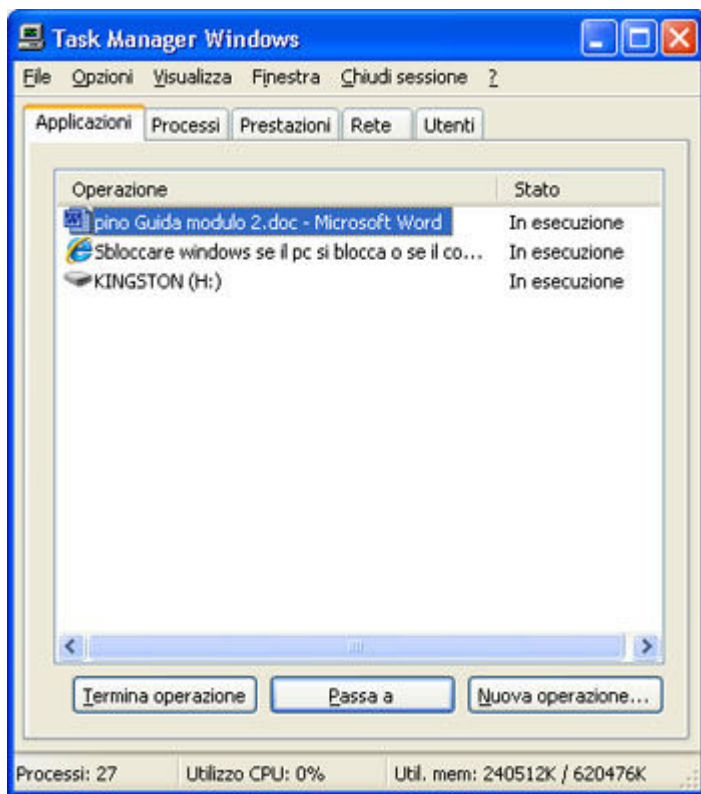 Task Manager Windows
File Opzioni Visualizza Finestra Chiudi sessione ?
Applicazioni Processi Prestazioni Rete Utenti
Operazione Stato
pino Guida modulo 2.doc - Microsoft Word In esecuzione
Sbloccare windows se il pc si blocca o se il co... In esecuzione
KINGSTON (H:) In esecuzione
Termina operazione Passa a Nuova operazione...
Processi: 27 Utilizzo CPU: 0% Util. mem: 240512K / 620476K